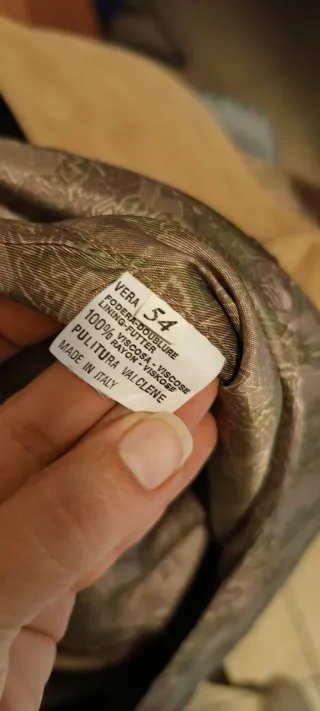 VERA 54
FODERA-DOUBLURE
LINING-FUTTER
100% VISCOSA-VISCOSE
RAYON-VISKOSE
PULITURA VALCLENE
MADE IN ITALY